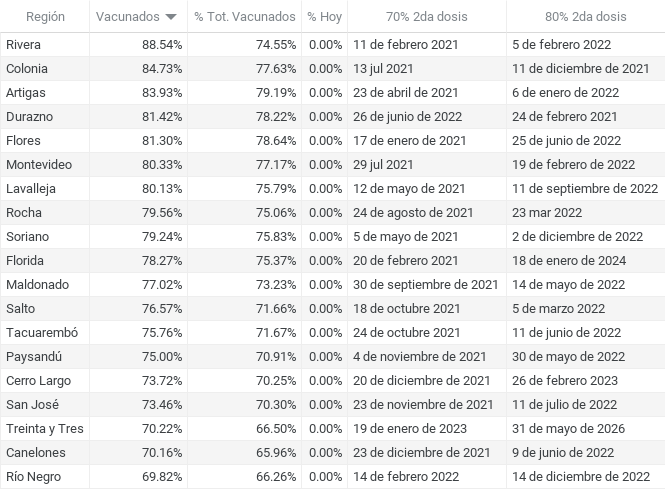 Región Vacunados % Tot. Vacunados % Hoy 70% 2da dosis 80% 2da dosis
Rivera 88.54% 74.55% 0.00% 11 de febrero 2021 5 de febrero 2022
Colonia 84.73% 77.63% 0.00% 13 jul 2021 11 de diciembre de 2021
Artigas 83.93% 79.19% 0.00% 23 de abril de 2021 6 de enero de 2022
Durazno 81.42% 78.22% 0.00% 26 de junio de 2022 24 de febrero 2021
Flores 81.30% 78.64% 0.00% 17 de enero de 2021 25 de junio de 2022
Montevideo 80.33% 77.17% 0.00% 29 jul 2021 19 de febrero de 2022
Lavalleja 80.13% 75.79% 0.00% 12 de mayo de 2021 11 de septiembre de 2022
Rocha 79.56% 75.06% 0.00% 24 de agosto de 2021 23 mar 2022
Soriano 79.24% 75.83% 0.00% 5 de mayo de 2021 2 de diciembre de 2022
Florida 78.27% 75.37% 0.00% 20 de febrero 2021 18 de enero de 2024
Maldonado 77.02% 73.23% 0.00% 30 de septiembre de 2021 14 de mayo de 2022
Salto 76.57% 71.66% 0.00% 18 de octubre 2021 5 de marzo 2022
Tacuarembó 75.76% 71.67% 0.00% 24 de octubre 2021 11 de junio de 2022
Paysandú 75.00% 70.91% 0.00% 4 de noviembre de 2021 30 de mayo de 2022
Cerro Largo 73.72% 70.25% 0.00% 20 de diciembre de 2021 26 de febrero 2023
San José 73.46% 70.30% 0.00% 23 de noviembre de 2021 11 de julio de 2022
Treinta y Tres 70.22% 66.50% 0.00% 19 de enero de 2023 31 de mayo de 2026
Canelones 70.16% 65.96% 0.00% 23 de diciembre de 2021 9 de junio de 2022
Río Negro 69.82% 66.26% 0.00% 14 de febrero 2022 14 de diciembre de 2022